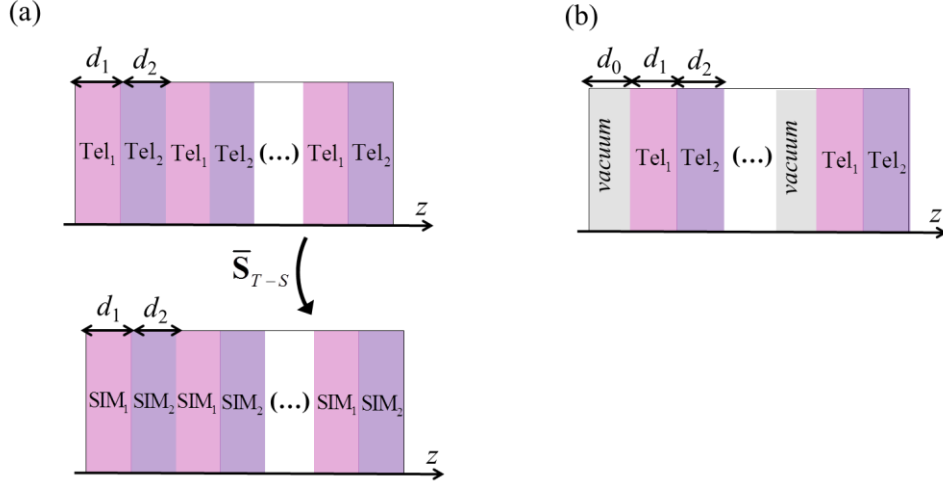 (a)
d₁ d₂
Tel₁ Tel₂ Tel₁ Tel₂ (...) Tel₁ Tel₂
z
S̅_{T−S}
d₁ d₂
SIM₁ SIM₂ SIM₁ SIM₂ (...) SIM₁ SIM₂
z
(b)
d₀ d₁ d₂
vacuum Tel₁ Tel₂ (...) vacuum Tel₁ Tel₂
z